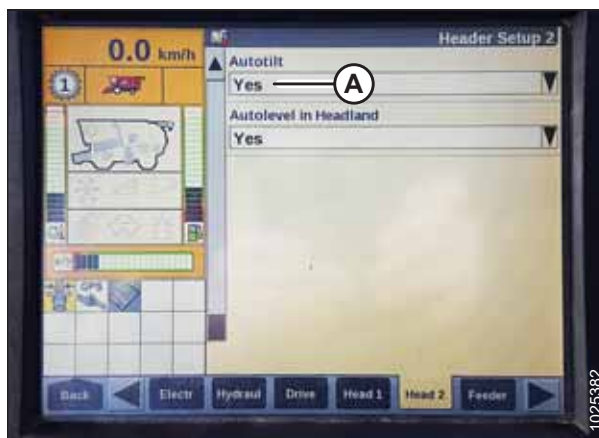 0.0 km/h
Header Setup 2
1
Autotilt
Yes
A
Autolevel in Headland
Yes
Back
Electr
Hydraul
Drive
Head 1
Head 2
Feeder
1025382